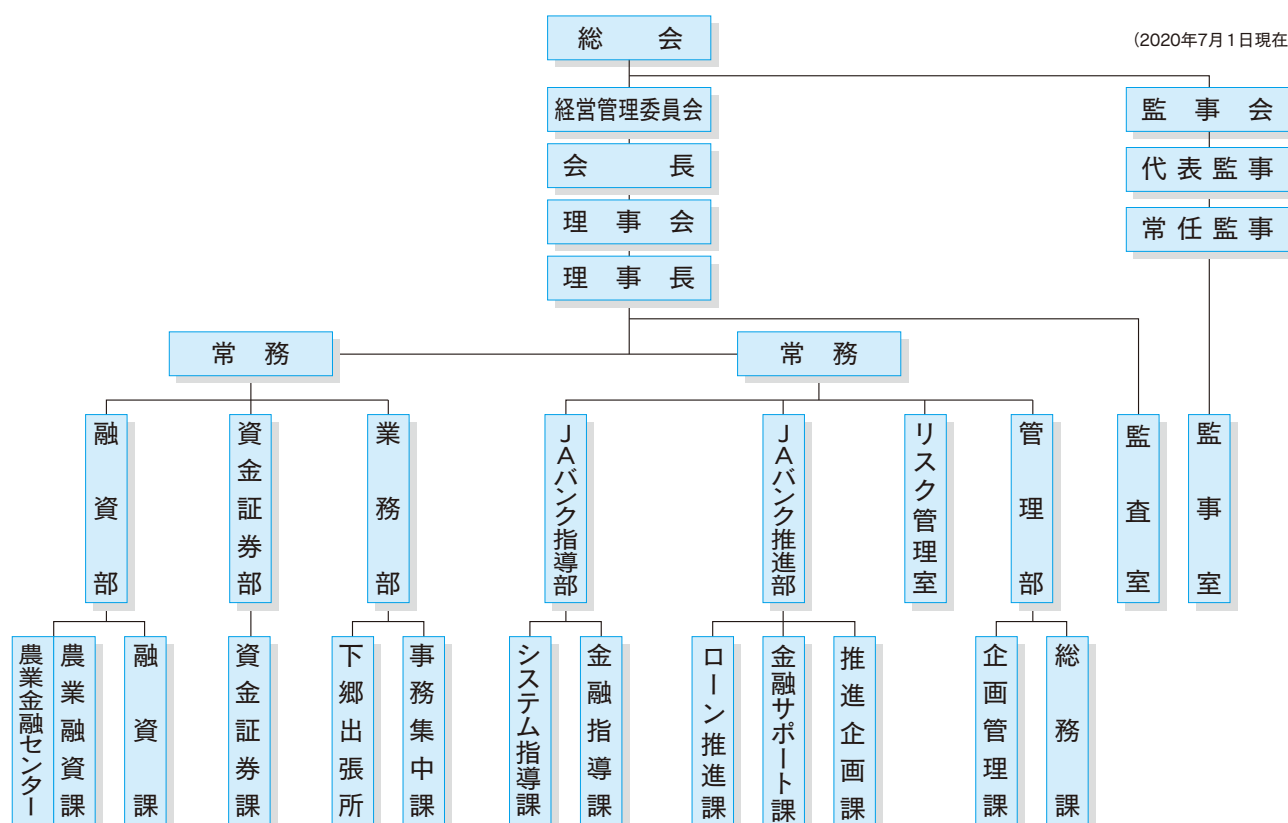 総会
(2020年7月1日現在
経営管理委員会
監事会
会長
代表監事
理事会
常任監事
理事長
常務
常務
融資部
資金証券部
業務部
JAバンク指導部
JAバンク推進部
リスク管理室
管理部
監査室
監事室
農業金融センター
農業融資課
融資課
資金証券課
下郷出張所
事務集中課
システム指導課
金融指導課
ローン推進課
金融サポート課
推進企画課
企画管理課
総務課